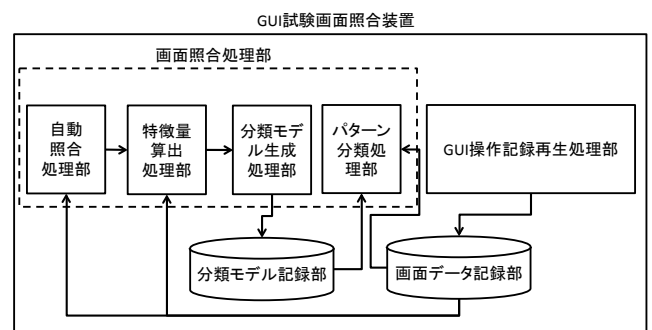 GUI試験画面照合装置
画面照合処理部
自動
照合
処理部
特徴量
算出
処理部
分類モデ
ル生成
処理部
パターン
分類処
理部
GUI操作記録再生処理部
分類モデル記録部
画面データ記録部